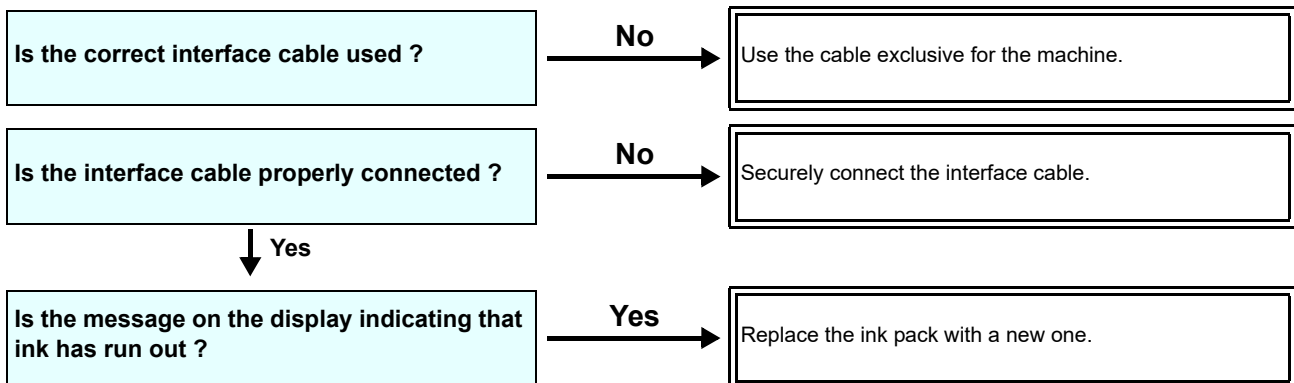 Is the correct interface cable used ?
No
Use the cable exclusive for the machine.
Is the interface cable properly connected ?
No
Securely connect the interface cable.
Yes
Is the message on the display indicating that
ink has run out ?
Yes
Replace the ink pack with a new one.